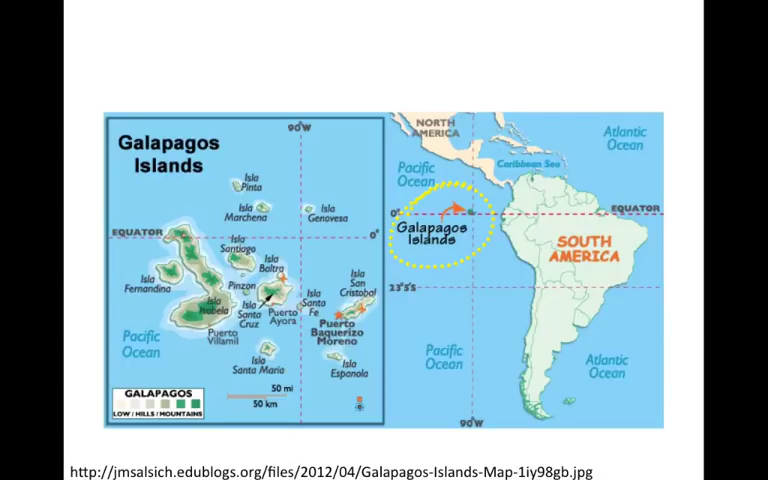 Galapagos
Islands
90°W
Isla
Pinta
Isla
Marchena
Isla
Genovesa
EQUATOR
0°
Isla
Santiago
Isla
Baltra
Isla
Fernandina
Pinzon
Isla
Isabela
Isla
Santa
Cruz
Puerto
Ayora
Isla
Santa
Fe
Isla
San
Cristobal
Puerto
Baquerizo
Moreno
Puerto
Villamil
Pacific
Ocean
Isla
Santa Maria
Isla
Espanola
GALAPAGOS
LOW / HILLS / MOUNTAINS
50 mi
50 km
NORTH
AMERICA
Atlantic
Ocean
Caribbean Sea
Pacific
Ocean
0°
EQUATOR
Galapagos
Islands
SOUTH
AMERICA
23°5'S
Pacific
Ocean
Atlantic
Ocean
90°W
http://jmsalsich.edublogs.org/files/2012/04/Galapagos-Islands-Map-1iy98gb.jpg